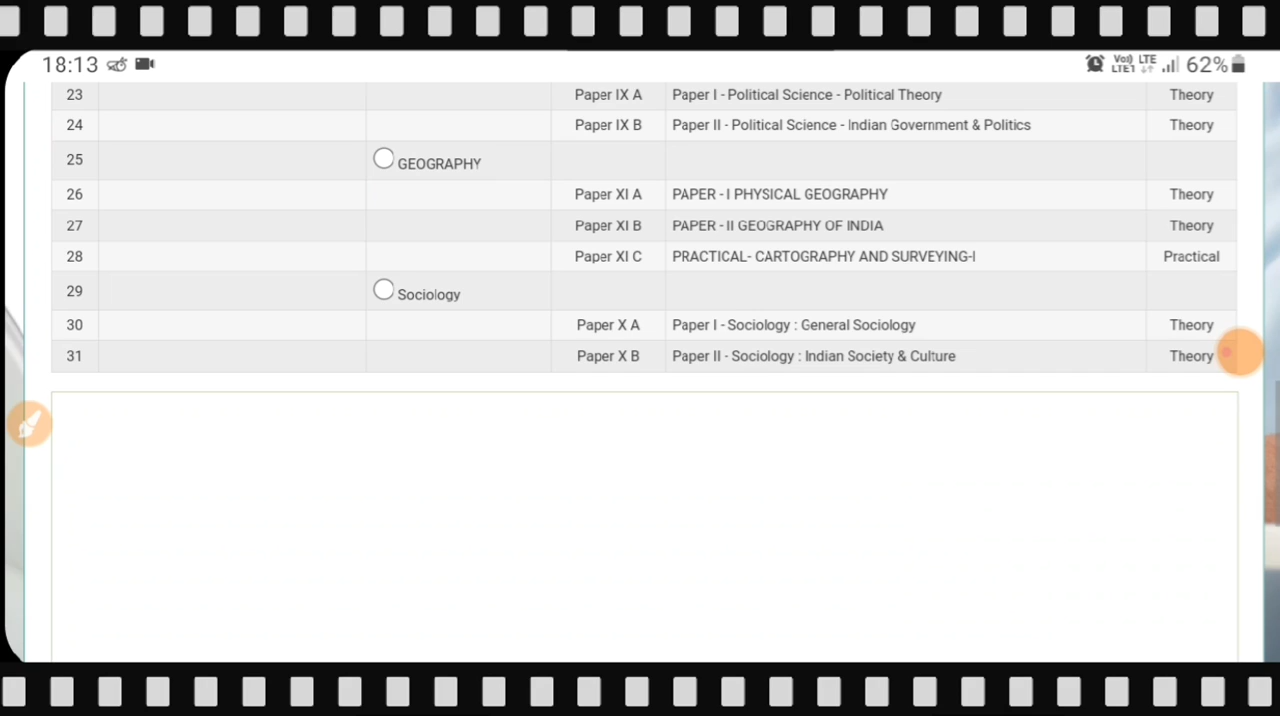 18:13 Vo)) LTE LTE1 62%
23 Paper IX A Paper I - Political Science - Political Theory Theory
24 Paper IX B Paper II - Political Science - Indian Government & Politics Theory
25 GEOGRAPHY
26 Paper XI A PAPER - I PHYSICAL GEOGRAPHY Theory
27 Paper XI B PAPER - II GEOGRAPHY OF INDIA Theory
28 Paper XI C PRACTICAL- CARTOGRAPHY AND SURVEYING-I Practical
29 Sociology
30 Paper X A Paper I - Sociology : General Sociology Theory
31 Paper X B Paper II - Sociology : Indian Society & Culture Theory